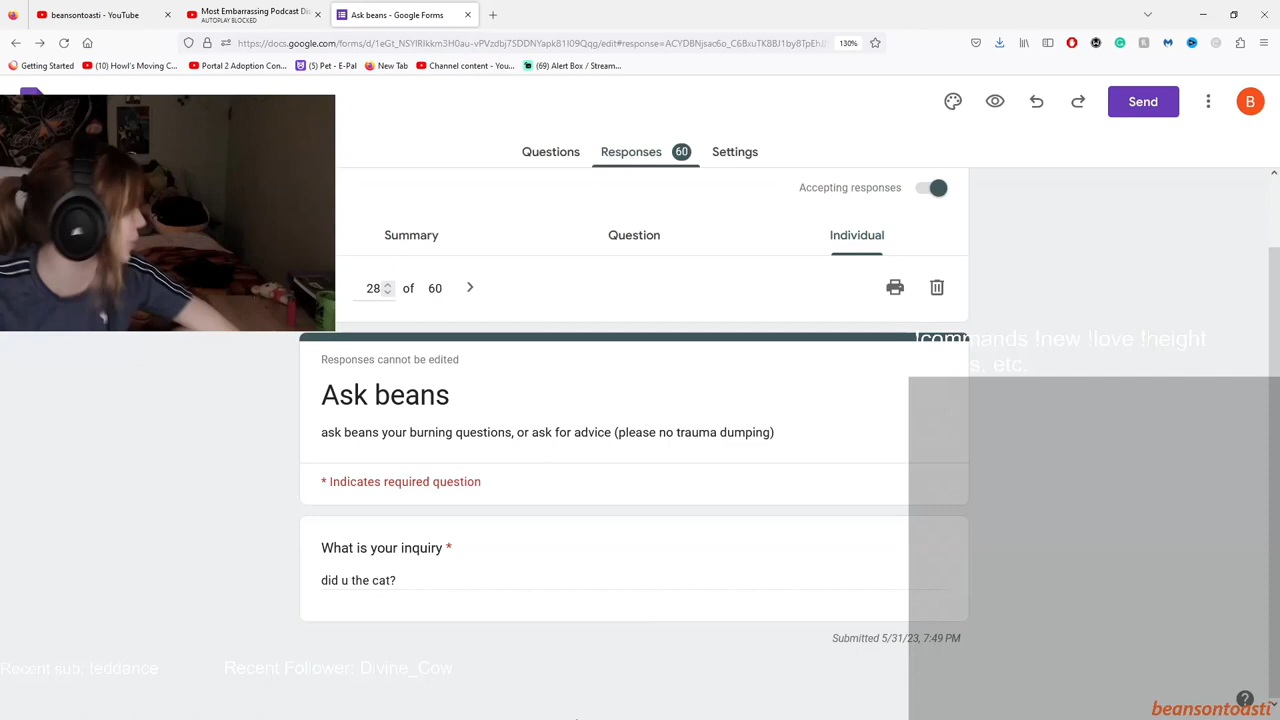 beansontoasti - YouTube
Most Embarrassing Podcast Di
AUTOPLAY BLOCKED
Ask beans - Google Forms
130%
Getting Started
(10) Howl's Moving C...
Portal 2 Adoption Con...
(5) Pet - E-Pal
New Tab
Channel content - You...
(69) Alert Box / Stream...
Send
B
Questions
Responses 60
Settings
Accepting responses
Summary
Question
Individual
28 of 60
!commands !new !love !height
s, etc.
Responses cannot be edited
Ask beans
ask beans your burning questions, or ask for advice (please no trauma dumping)
* Indicates required question
What is your inquiry *
did u the cat?
Submitted 5/31/23, 7:49 PM
Recent sub: teddance
Recent Follower: Divine_Cow
beansontoasti